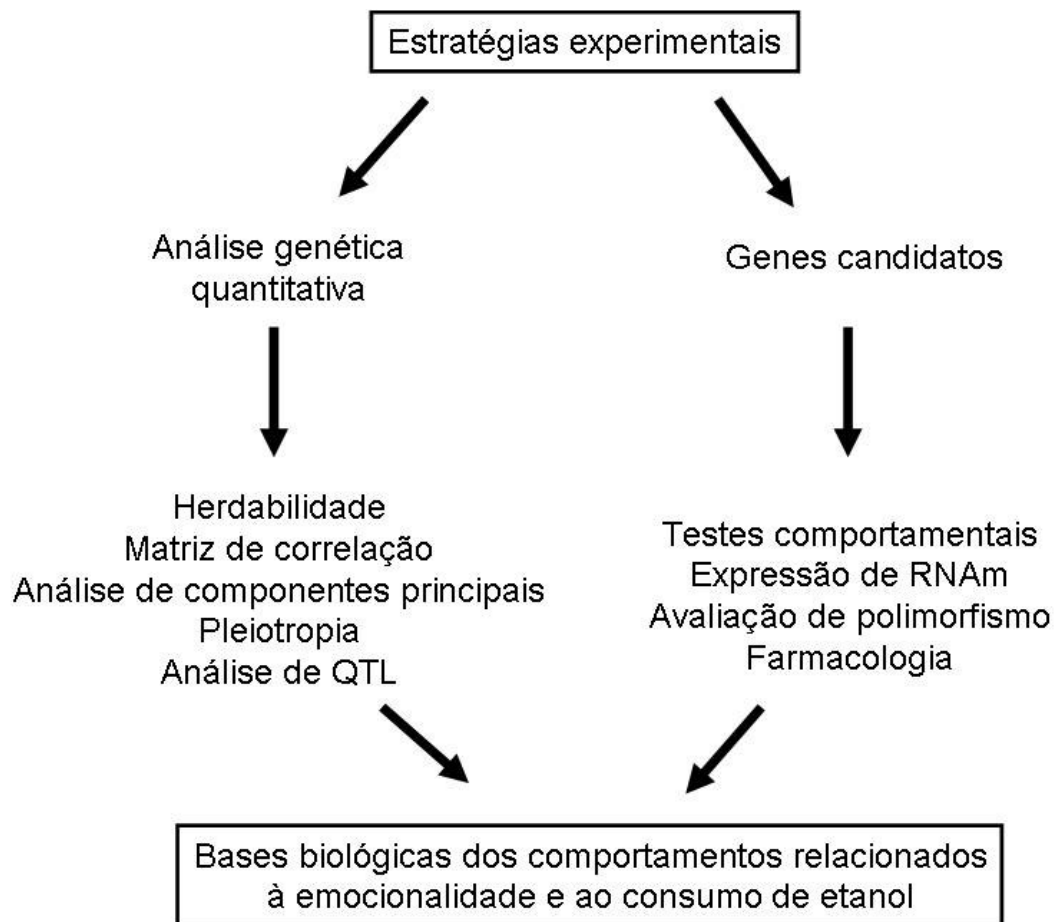 Estratégias experimentais
Análise genética
quantitativa
Genes candidatos
Herdabilidade
Matriz de correlação
Análise de componentes principais
Pleiotropia
Análise de QTL
Testes comportamentais
Expressão de RNAm
Avaliação de polimorfismo
Farmacologia
Bases biológicas dos comportamentos relacionados
à emocionalidade e ao consumo de etanol